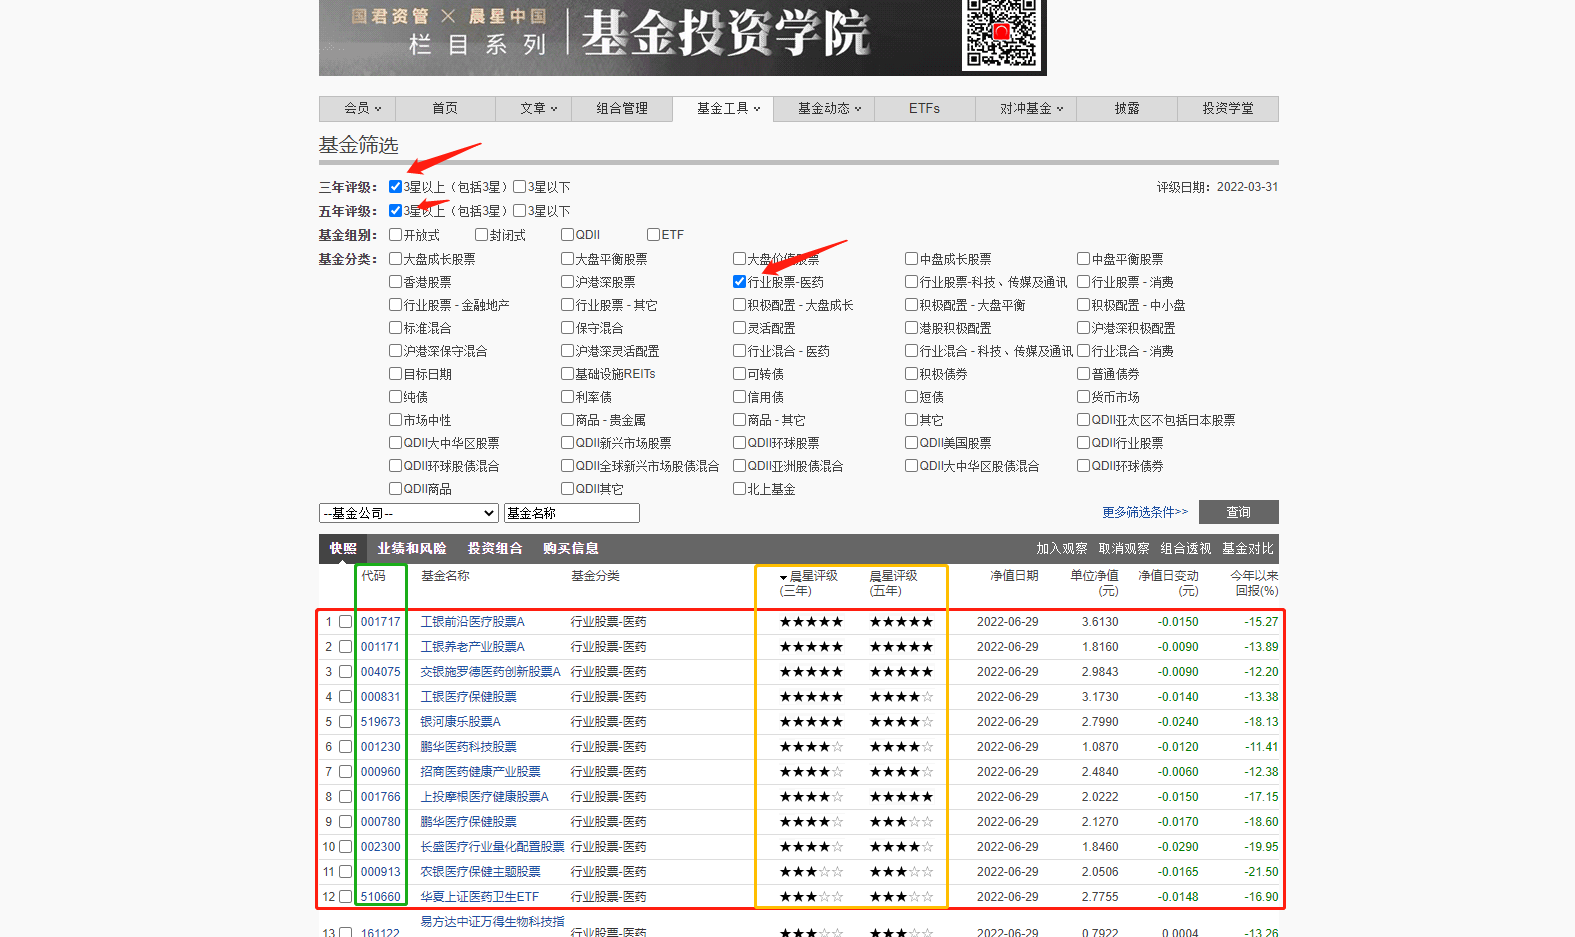 国君资管 × 晨星中国
栏目系列
基金投资学院
会员 首页 文章 组合管理 基金工具 基金动态 ETFs 对冲基金 披露 投资学堂
基金筛选
三年评级： 3星以上（包括3星） 3星以下 评级日期：2022-03-31
五年评级： 3星以上（包括3星） 3星以下
基金组别： 开放式 封闭式 QDII ETF
基金分类： 大盘成长股票 大盘平衡股票 大盘价值股票 中盘成长股票 中盘平衡股票
香港股票 沪港深股票 行业股票-医药 行业股票-科技、传媒及通讯 行业股票 - 消费
行业股票 - 金融地产 行业股票 - 其它 积极配置 - 大盘成长 积极配置 - 大盘平衡 积极配置 - 中小盘
标准混合 保守混合 灵活配置 港股积极配置 沪港深积极配置
沪港深保守混合 沪港深灵活配置 行业混合 - 医药 行业混合 - 科技、传媒及通讯 行业混合 - 消费
目标日期 基础设施REITs 可转债 积极债券 普通债券
纯债 利率债 信用债 短债 货币市场
市场中性 商品 - 贵金属 商品 - 其它 其它 QDII亚太区不包括日本股票
QDII大中华区股票 QDII新兴市场股票 QDII环球股票 QDII美国股票 QDII行业股票
QDII环球股债混合 QDII全球新兴市场股债混合 QDII亚洲股债混合 QDII大中华区股债混合 QDII环球债券
QDII商品 QDII其它 北上基金
--基金公司-- 基金名称 更多筛选条件>> 查询
快照 业绩和风险 投资组合 购买信息 加入观察 取消观察 组合透视 基金对比
代码 基金名称 基金分类 晨星评级 晨星评级 净值日期 单位净值 净值日变动 今年以来
(三年) (五年) (元) (元) 回报(%)
1 001717 工银前沿医疗股票A 行业股票-医药 ★★★★★ ★★★★★ 2022-06-29 3.6130 -0.0150 -15.27
2 001171 工银养老产业股票A 行业股票-医药 ★★★★★ ★★★★★ 2022-06-29 1.8160 -0.0090 -13.89
3 004075 交银施罗德医药创新股票A 行业股票-医药 ★★★★★ ★★★★★ 2022-06-29 2.9843 -0.0090 -12.20
4 000831 工银医疗保健股票 行业股票-医药 ★★★★★ ★★★★☆ 2022-06-29 3.1730 -0.0140 -13.38
5 519673 银河康乐股票A 行业股票-医药 ★★★★★ ★★★★☆ 2022-06-29 2.7990 -0.0240 -18.13
6 001230 鹏华医药科技股票 行业股票-医药 ★★★★☆ ★★★★☆ 2022-06-29 1.0870 -0.0120 -11.41
7 000960 招商医药健康产业股票 行业股票-医药 ★★★★☆ ★★★★☆ 2022-06-29 2.4840 -0.0060 -12.38
8 001766 上投摩根医疗健康股票A 行业股票-医药 ★★★★☆ ★★★★★ 2022-06-29 2.0222 -0.0150 -17.15
9 000780 鹏华医疗保健股票 行业股票-医药 ★★★★☆ ★★★☆☆ 2022-06-29 2.1270 -0.0170 -18.60
10 002300 长盛医疗行业量化配置股票 行业股票-医药 ★★★★☆ ★★★★☆ 2022-06-29 1.8460 -0.0290 -19.95
11 000913 农银医疗保健主题股票 行业股票-医药 ★★★☆☆ ★★★☆☆ 2022-06-29 2.0506 -0.0165 -21.50
12 510660 华夏上证医药卫生ETF 行业股票-医药 ★★★☆☆ ★★★☆☆ 2022-06-29 2.7755 -0.0148 -16.90
易方达中证万得生物科技指
13 161122 行业股票-医药 ★★★☆☆ ★★★☆☆ 2022-06-29 0.7922 0.0004 -13.26